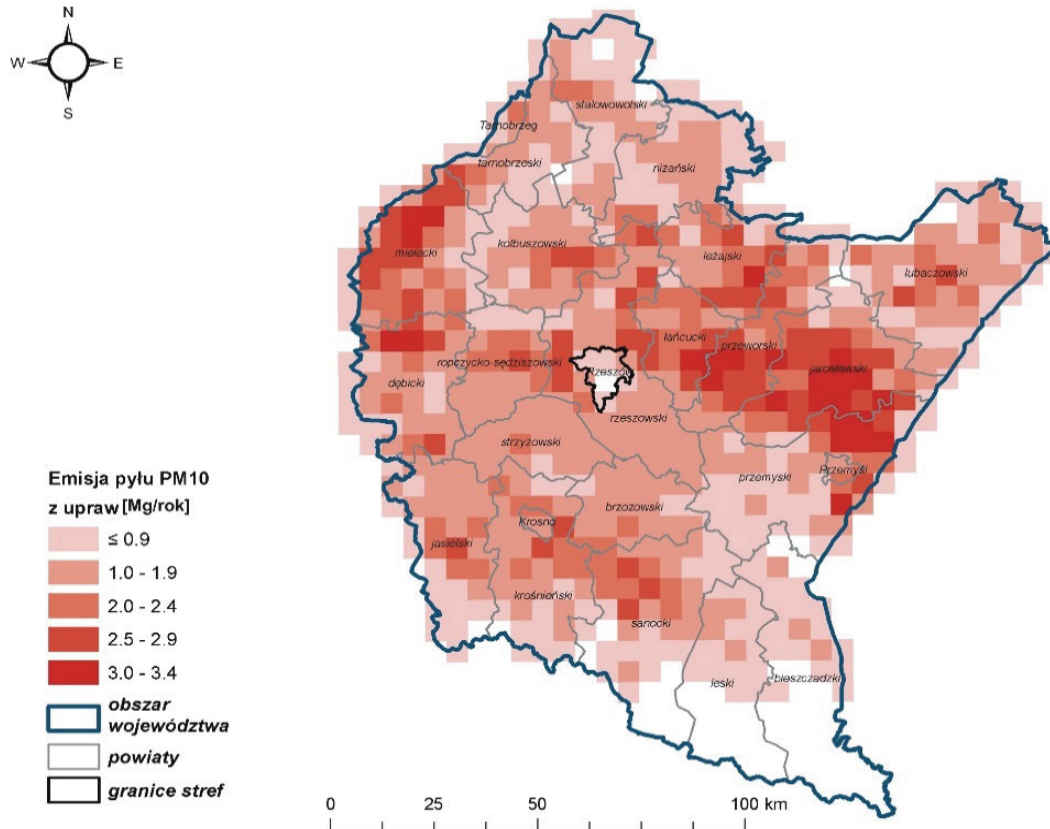 N
W E
S
stalowowolski
Tarnobrzeg
tarnobrzeski
niżański
kolbuszowski
mielecki
leżajski
lubaczowski
łańcucki
przeworski
ropczycko-sędziszowski
jarosławski
Rzeszów
dębicki
rzeszowski
strzyżowski
przemyski
Przemyśl
brzozowski
Krosno
jasielski
krośnieński
sanocki
leski
bieszczadzki
Emisja pyłu PM10
z upraw [Mg/rok]
≤ 0.9
1.0 - 1.9
2.0 - 2.4
2.5 - 2.9
3.0 - 3.4
obszar
województwa
powiaty
granice stref
0 25 50 100 km